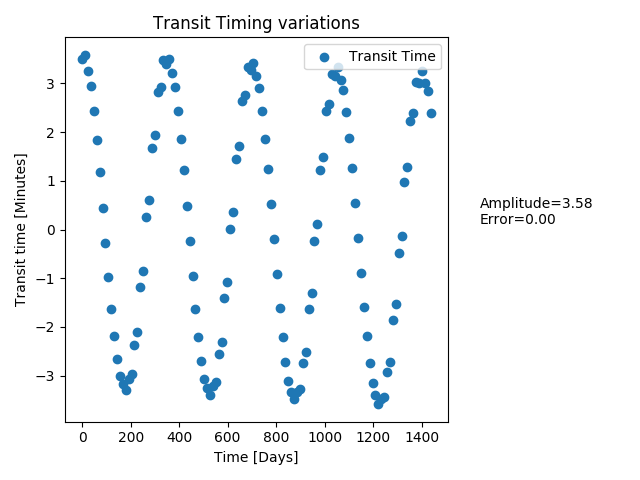 Transit Timing variations
Transit Time
3
2
1
0
−1
−2
−3
Transit time [Minutes]
0 200 400 600 800 1000 1200 1400
Time [Days]
Amplitude=3.58
Error=0.00